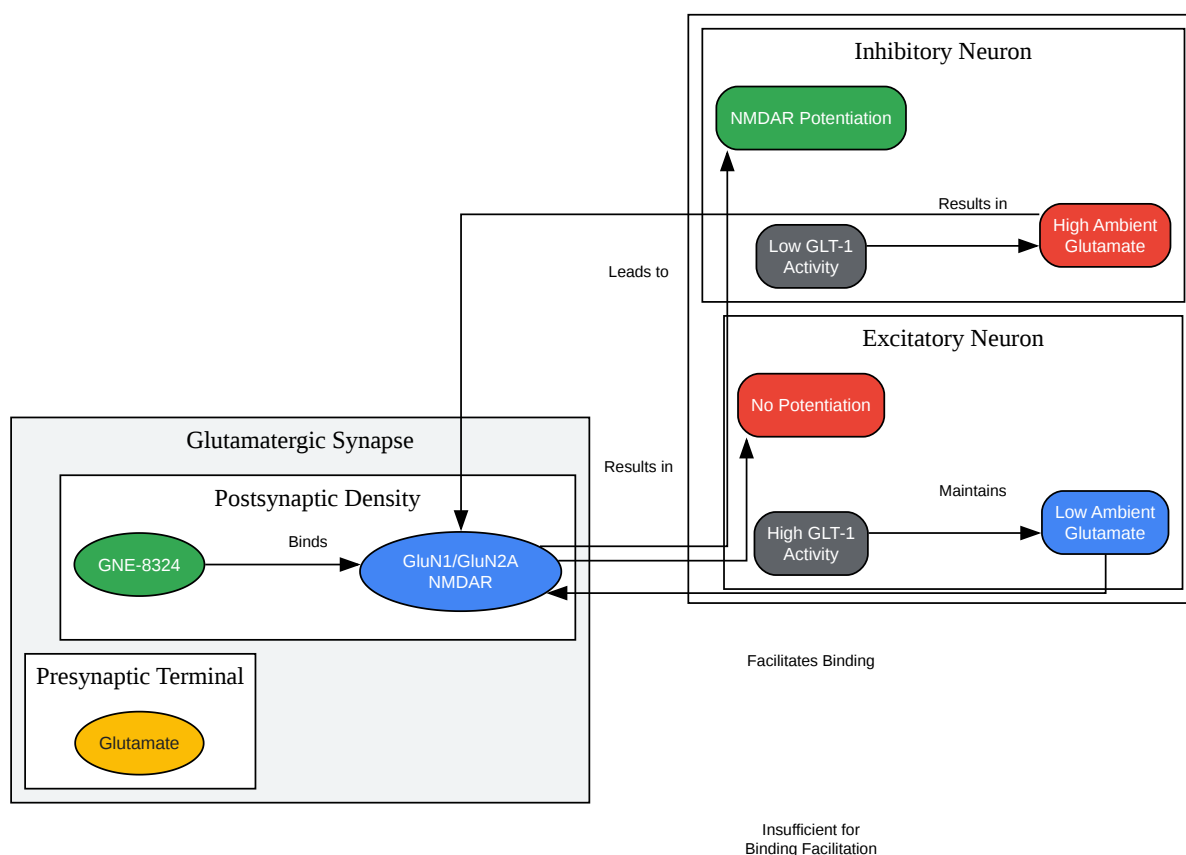 Inhibitory Neuron
NMDAR Potentiation
Results in
Low GLT-1
Activity
High Ambient
Glutamate
Leads to
Excitatory Neuron
No Potentiation
Results in
Maintains
High GLT-1
Activity
Low Ambient
Glutamate
Glutamatergic Synapse
Postsynaptic Density
GNE-8324
Binds
GluN1/GluN2A
NMDAR
Presynaptic Terminal
Glutamate
Facilitates Binding
Insufficient for
Binding Facilitation